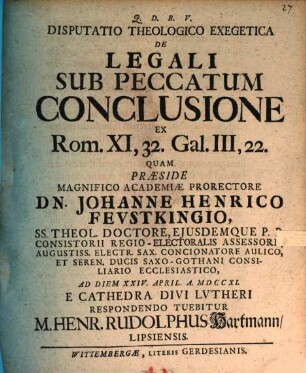 27
Q. D. B. V.
DISPUTATIO THEOLOGICO EXEGETICA
DE
LEGALI
SUB PECCATUM
CONCLUSIONE
EX
Rom. XI, 32. Gal. III, 22.
QUAM
PRÆSIDE
MAGNIFICO ACADEMIÆ PRORECTORE
DN. JOHANNE HENRICO
FEVSTKINGIO,
SS. THEOL. DOCTORE, EJUSDEMQUE P. P.
CONSISTORII REGIO-ELECTORALIS ASSESSORI
AUGUSTISS. ELECTR. SAX. CONCIONATORE AULICO,
ET SEREN. DUCIS SAXO-GOTHANI CONSI-
LIARIO ECCLESIASTICO,
AD DIEM XXIV. APRIL. A. MDCCXI.
E CATHEDRA DIVI LVTHERI
RESPONDENDO TUEBITUR
M. HENR. RUDOLPHUS Hartmann/
LIPSIENSIS.
WITTEMBERGÆ, LITERIS GERDESIANIS.